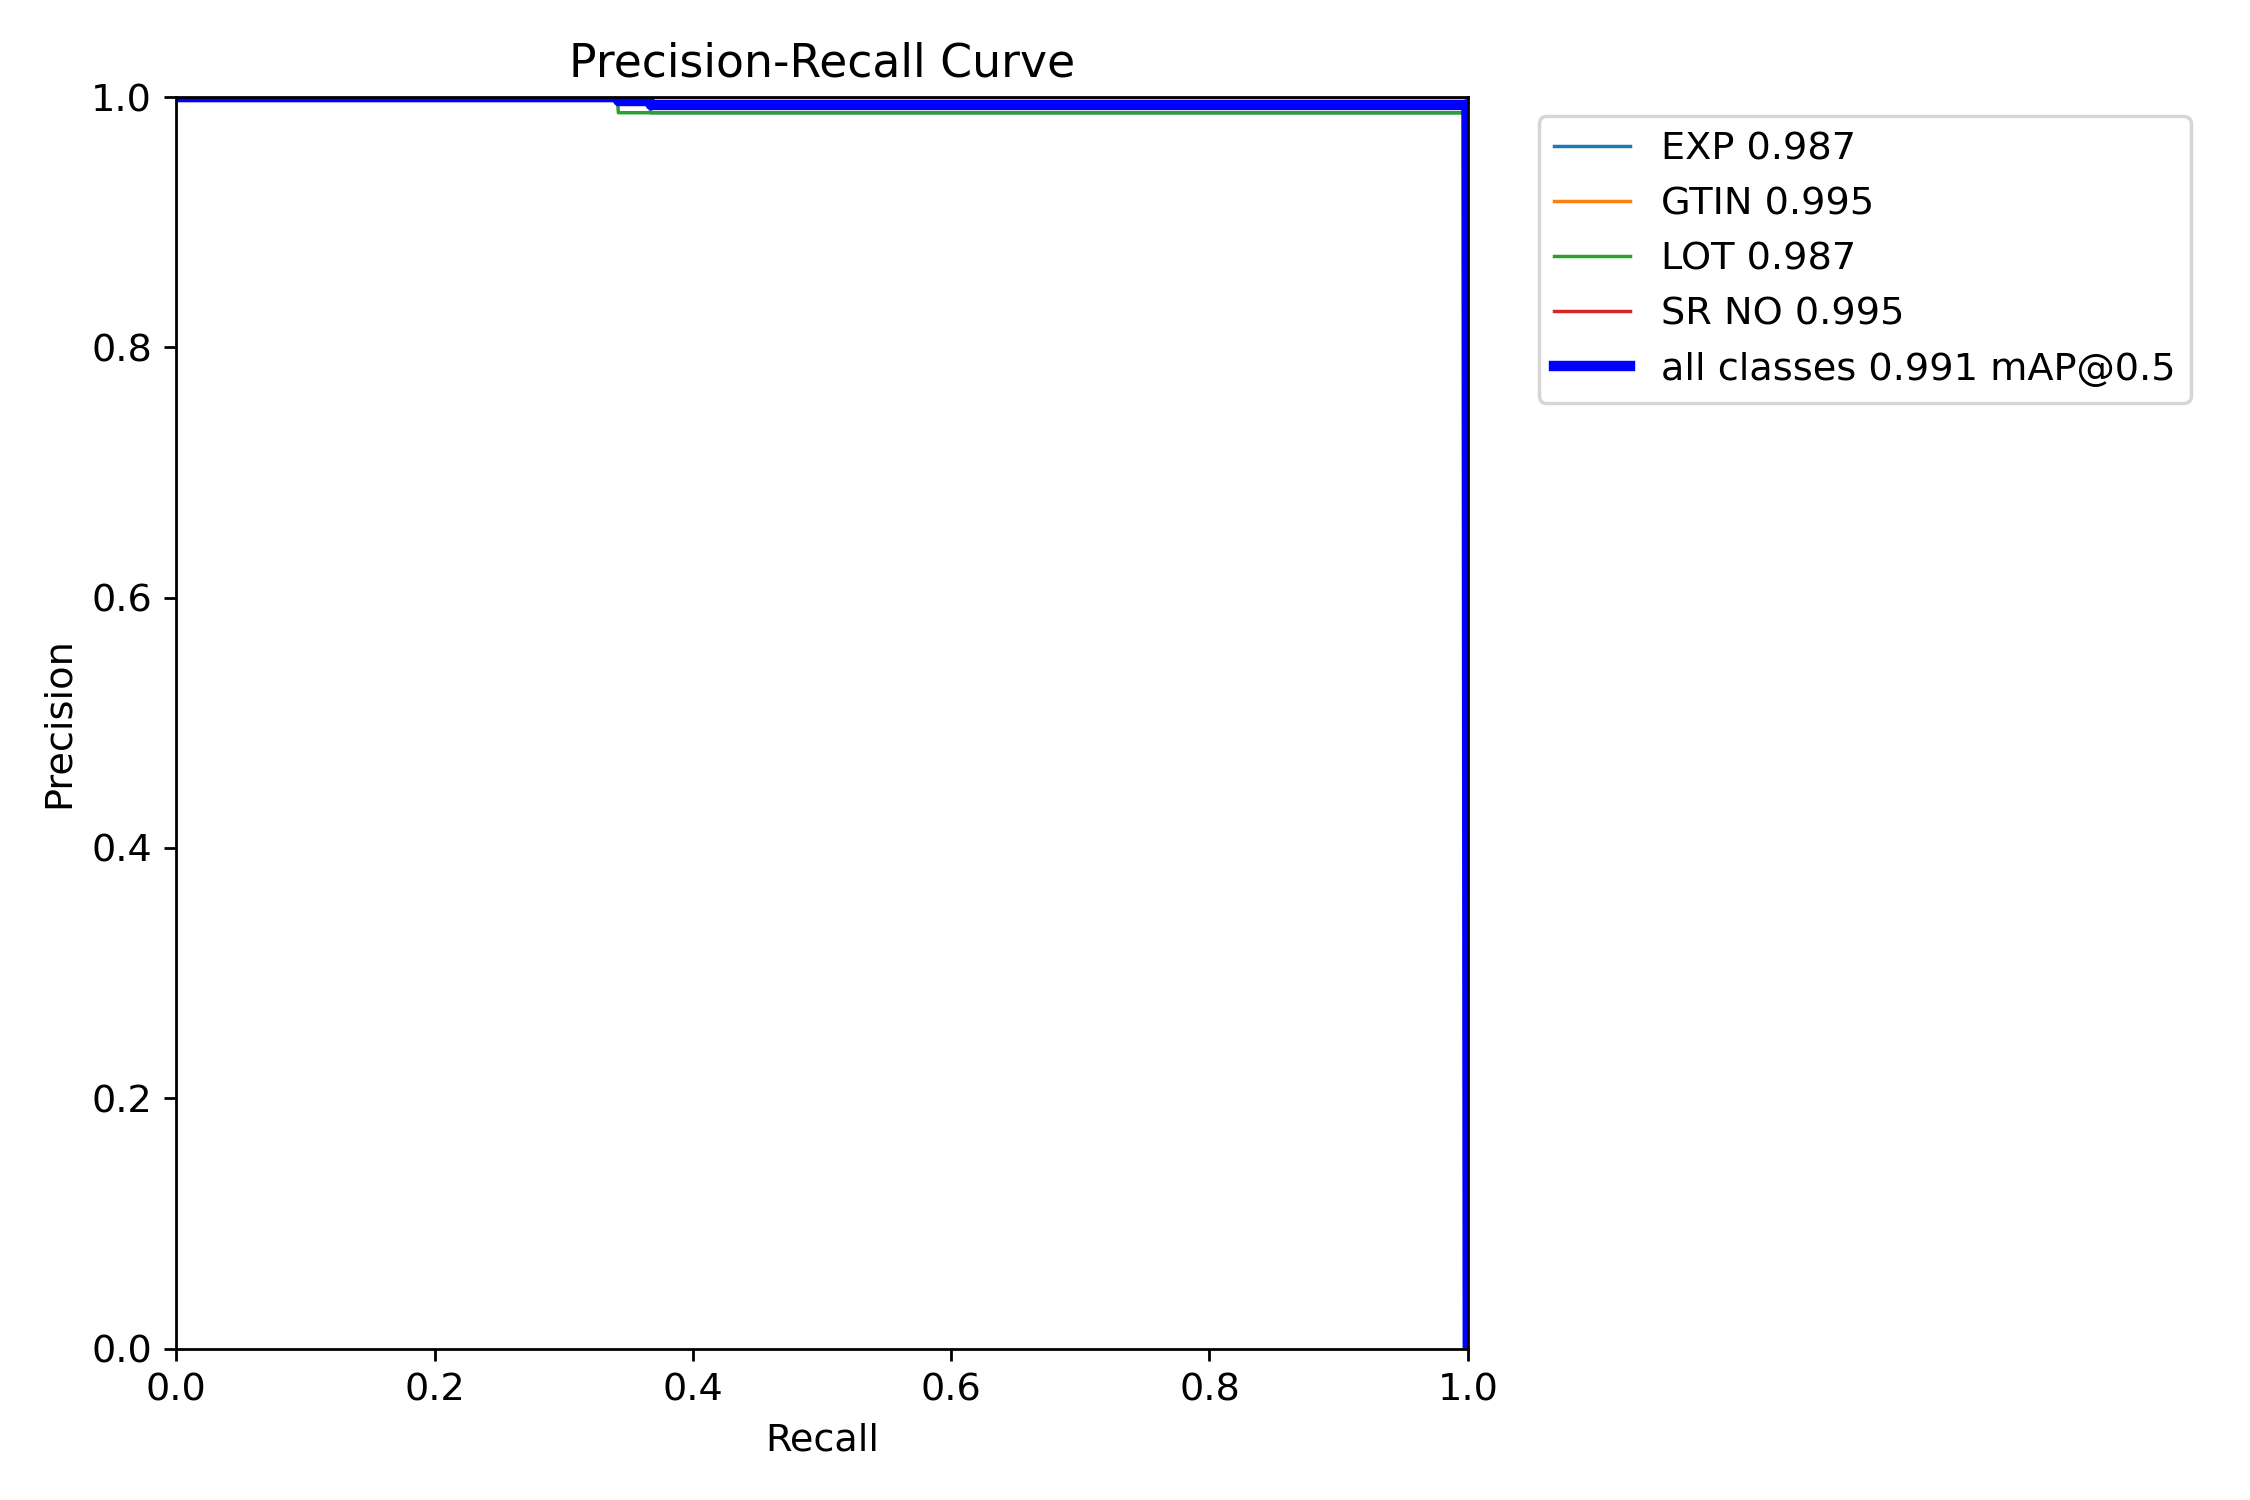 Precision-Recall Curve
1.0
0.8
0.6
0.4
0.2
0.0
Precision
0.0 0.2 0.4 0.6 0.8 1.0
Recall
EXP 0.987
GTIN 0.995
LOT 0.987
SR NO 0.995
all classes 0.991 mAP@0.5